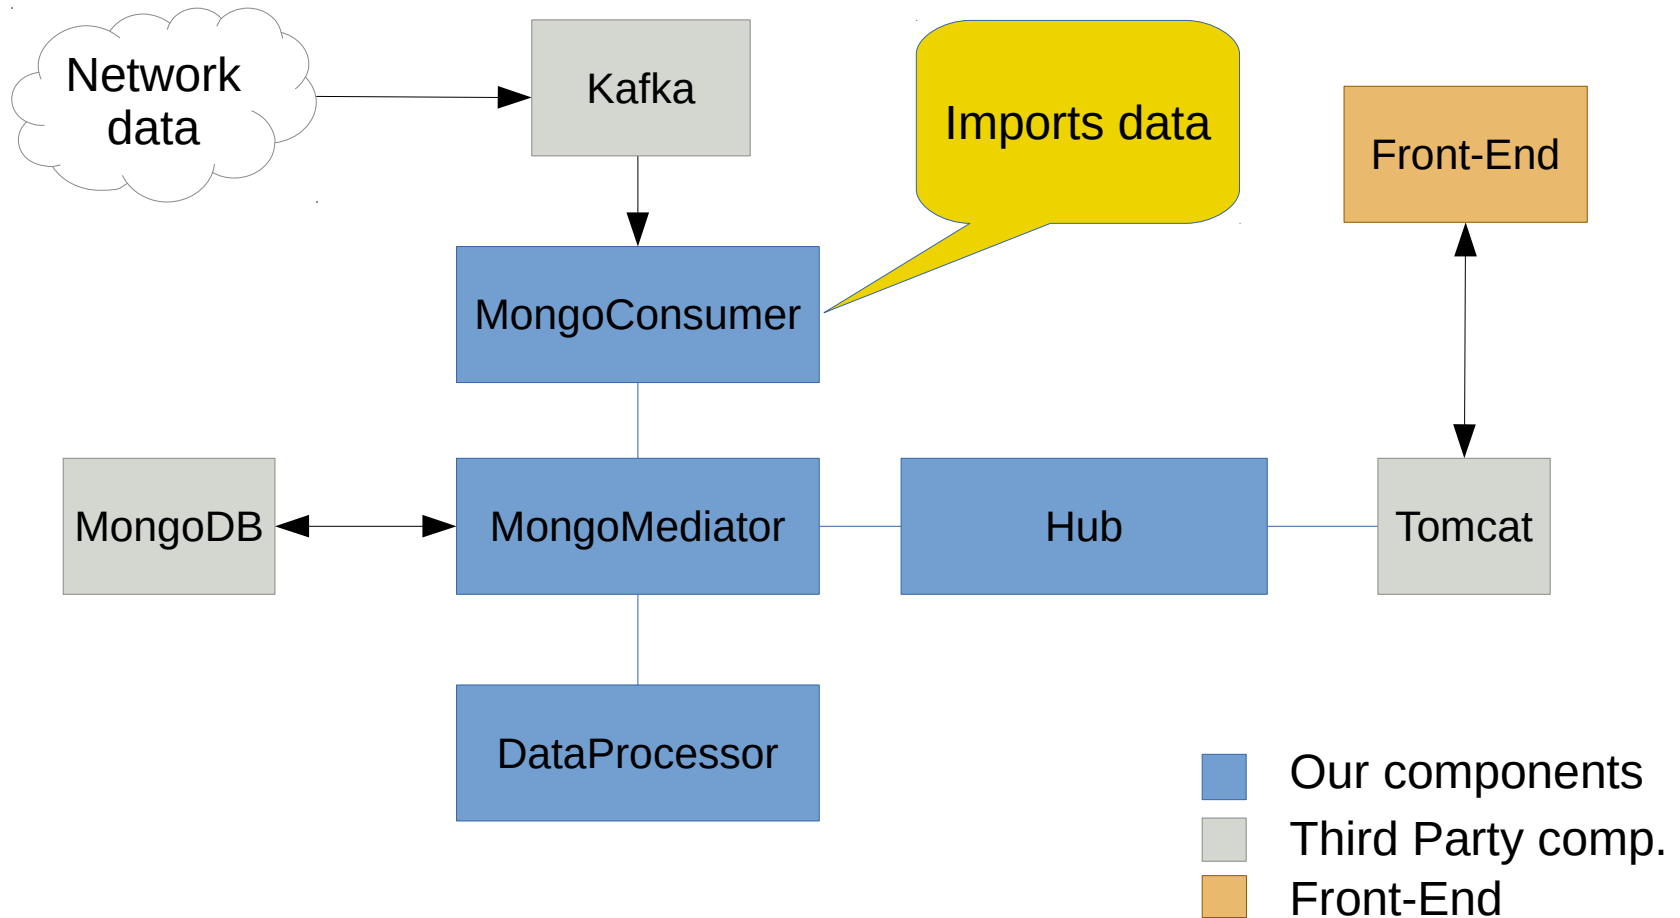 Network
data
Kafka
Imports data
Front-End
MongoConsumer
MongoDB
MongoMediator
Hub
Tomcat
DataProcessor
Our components
Third Party comp.
Front-End